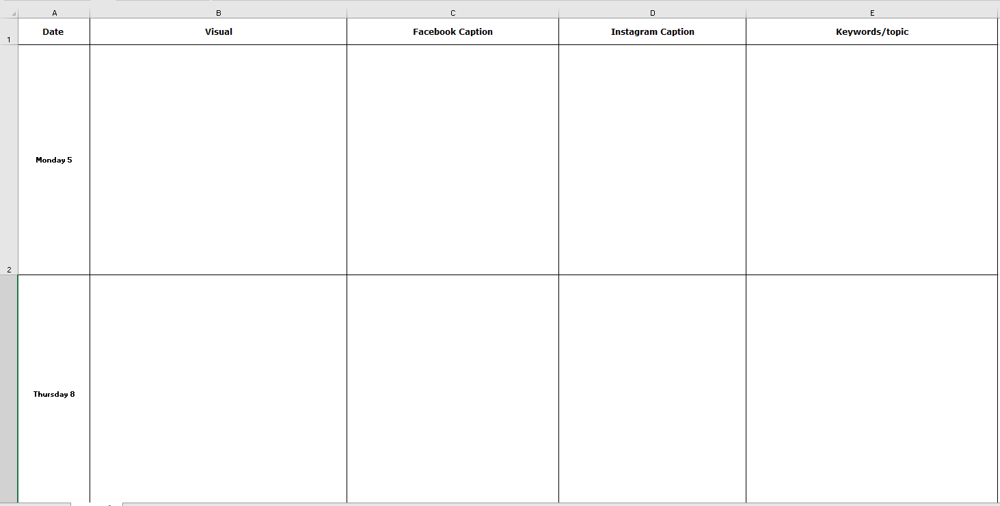 A B C D E
1 Date Visual Facebook Caption Instagram Caption Keywords/topic
Monday 5
2
Thursday 8